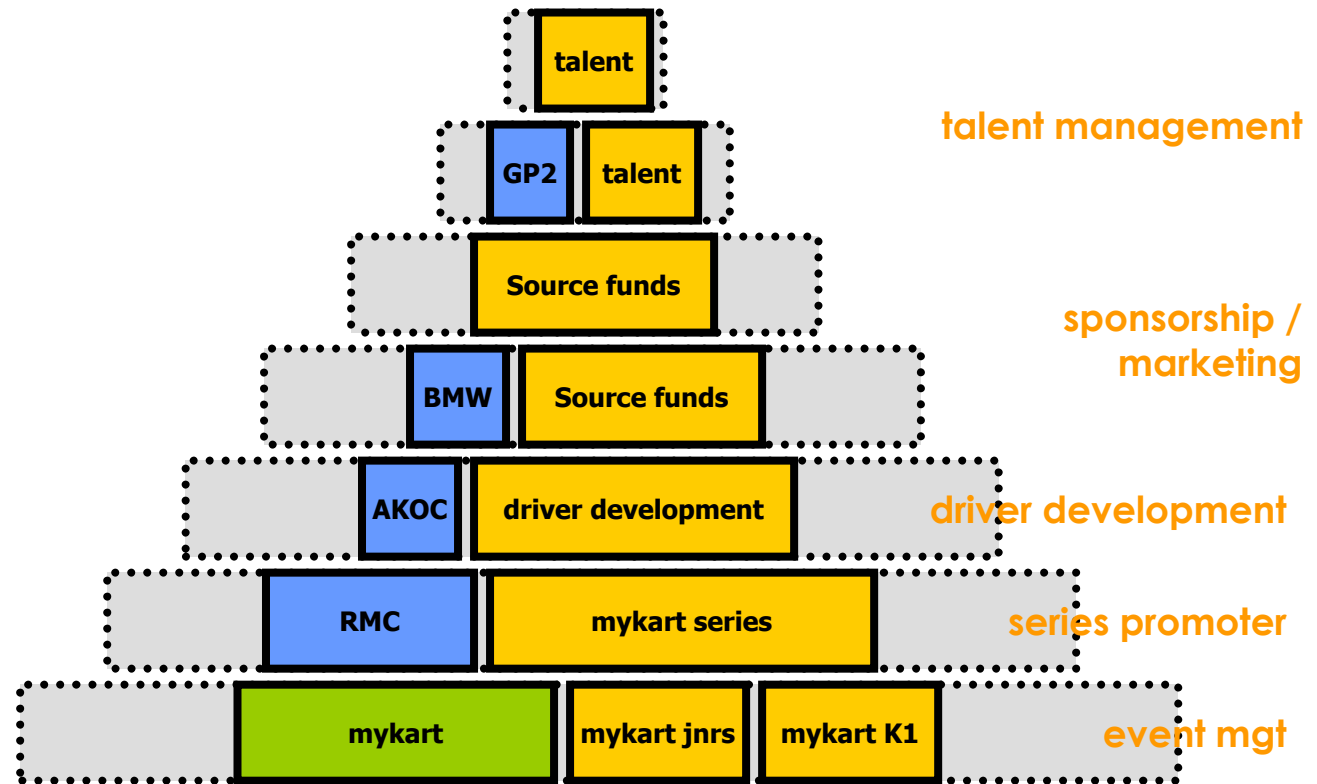 talent
talent management
GP2
talent
Source funds
sponsorship /
marketing
BMW
Source funds
AKOC
driver development
driver development
RMC
mykart series
series promoter
mykart
mykart jnrs
mykart K1
event mgt